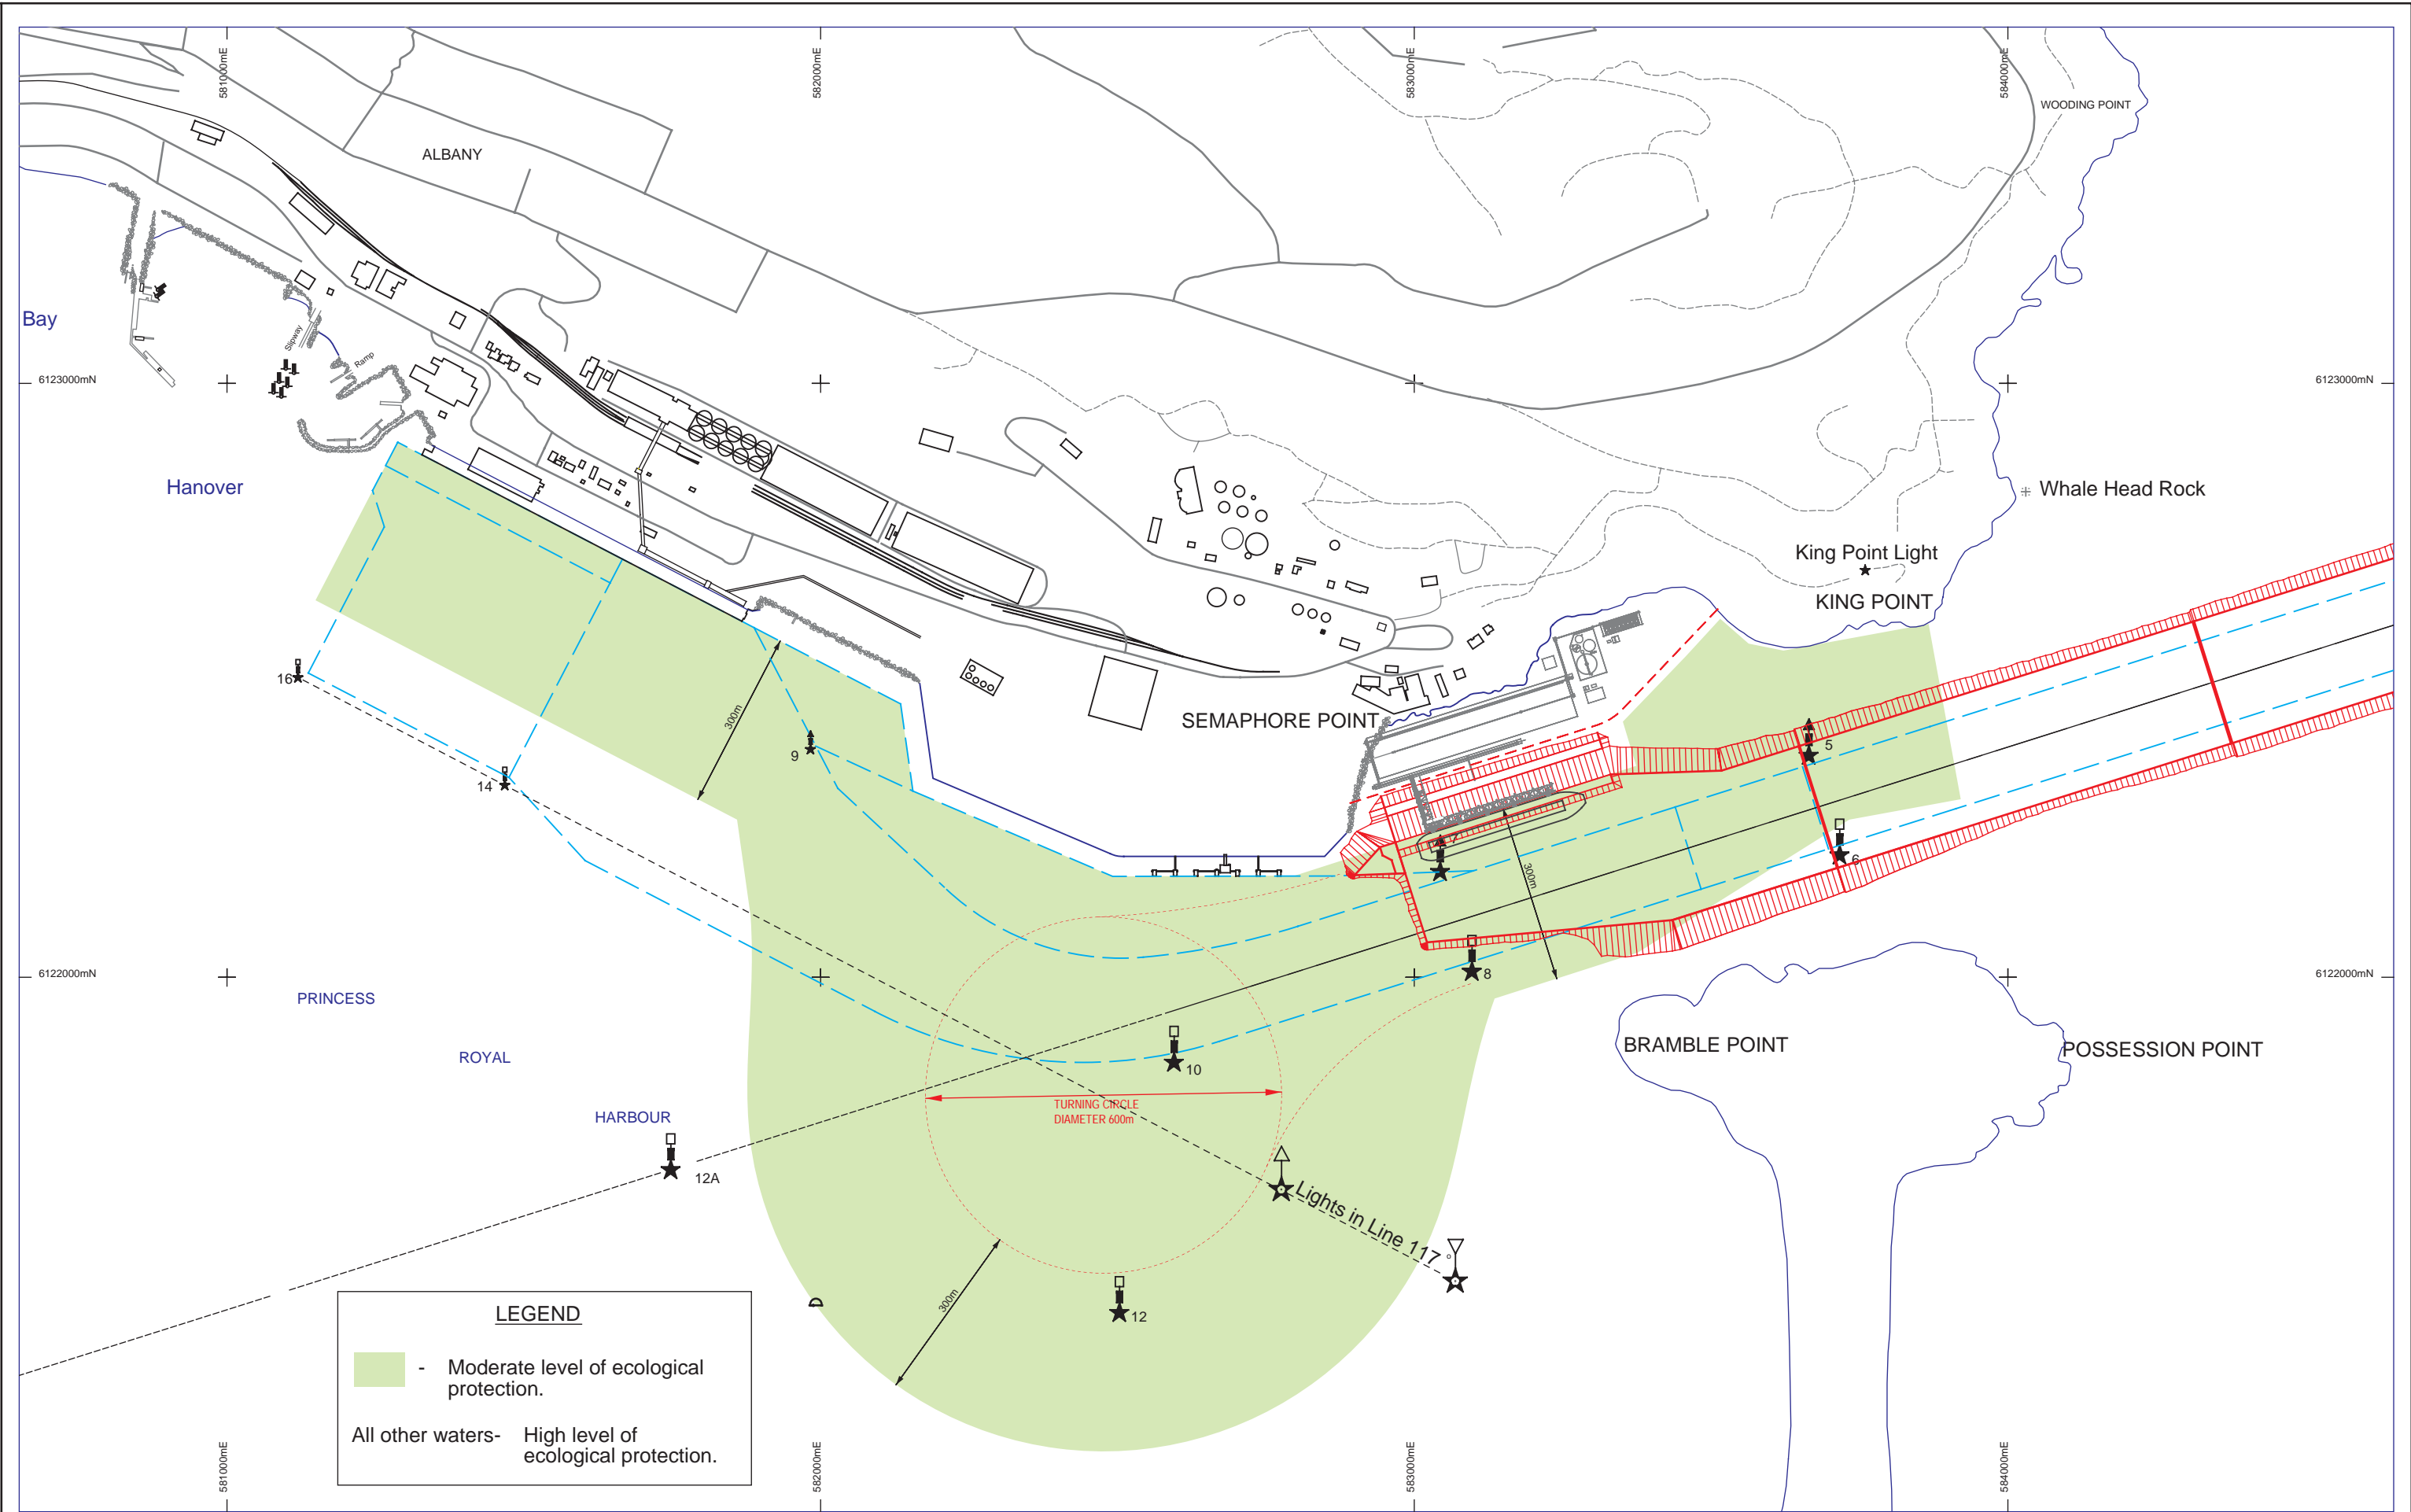 581000mE
582000mE
583000mE
584000mE
WOODING POINT
ALBANY
Bay
Slipway
Ramp
6123000mN
6123000mN
Hanover
Whale Head Rock
King Point Light
KING POINT
16
SEMAPHORE POINT
300m
9
5
14
7
6
300m
8
6122000mN
6122000mN
PRINCESS
BRAMBLE POINT
POSSESSION POINT
ROYAL
10
TURNING CIRCLE
DIAMETER 600m
HARBOUR
12A
Lights in Line 117 °
300m
12
LEGEND
- Moderate level of ecological
protection.
All other waters- High level of
ecological protection.
581000mE
582000mE
583000mE
584000mE